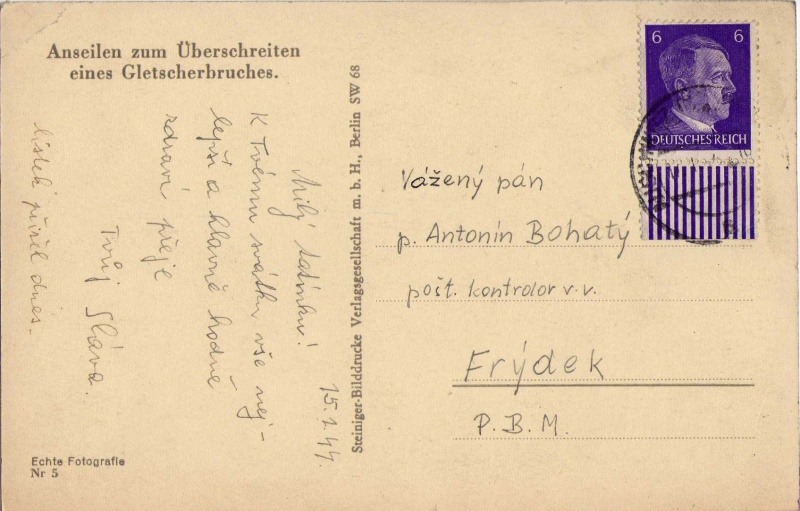 Anseilen zum Überschreiten
eines Gletscherbruches.
15.1.44.
Milý tatínku!
K Tvému svátku vše nej-
lepší a hlavně hodně
zdraví přeje
Tvůj Sláva.
lístek přišel dnes.
Echte Fotografie
Nr 5
Steiniger-Bilddrucke Verlagsgesellschaft m. b. H., Berlin SW 68
6 6
DEUTSCHES REICH
Vážený pán
p. Antonín Bohatý
pošt. kontrolor v.v.
Frýdek
P.B.M.